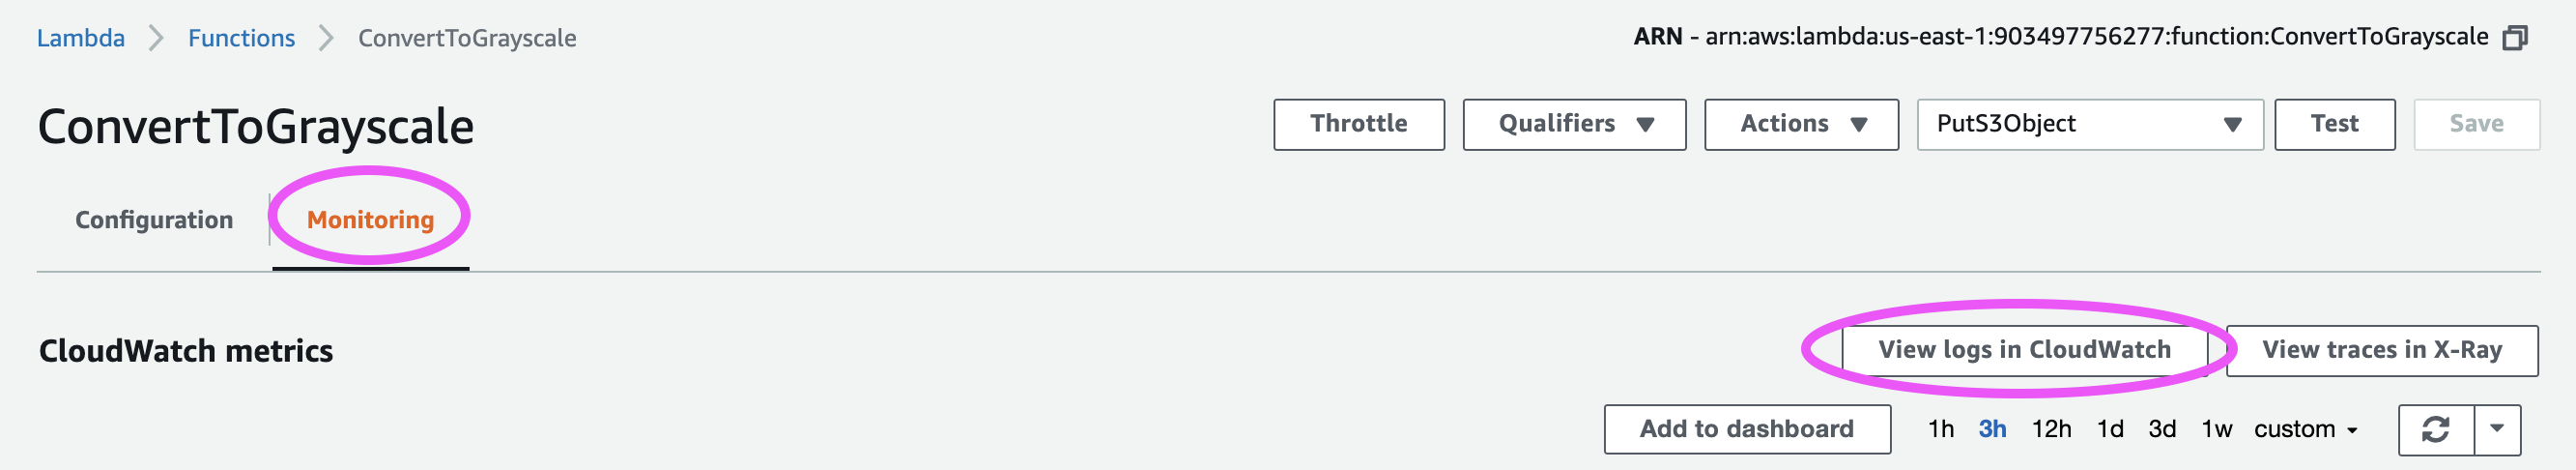 Lambda > Functions > ConvertToGrayscale
ARN - arn:aws:lambda:us-east-1:903497756277:function:ConvertToGrayscale
ConvertToGrayscale
Throttle Qualifiers Actions PutS3Object Test Save
Configuration Monitoring
CloudWatch metrics
View logs in CloudWatch View traces in X-Ray
Add to dashboard 1h 3h 12h 1d 3d 1w custom